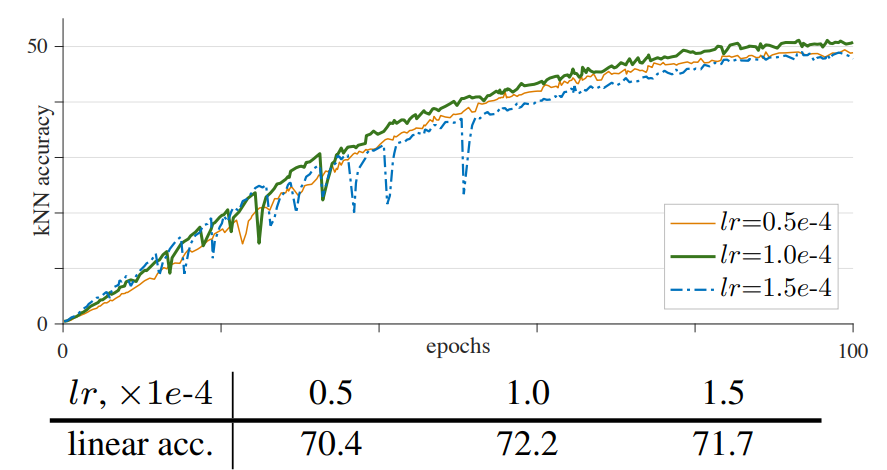 50
kNN accuracy
lr=0.5e-4
lr=1.0e-4
lr=1.5e-4
0
0 epochs 100
lr, ×1e-4 0.5 1.0 1.5
linear acc. 70.4 72.2 71.7